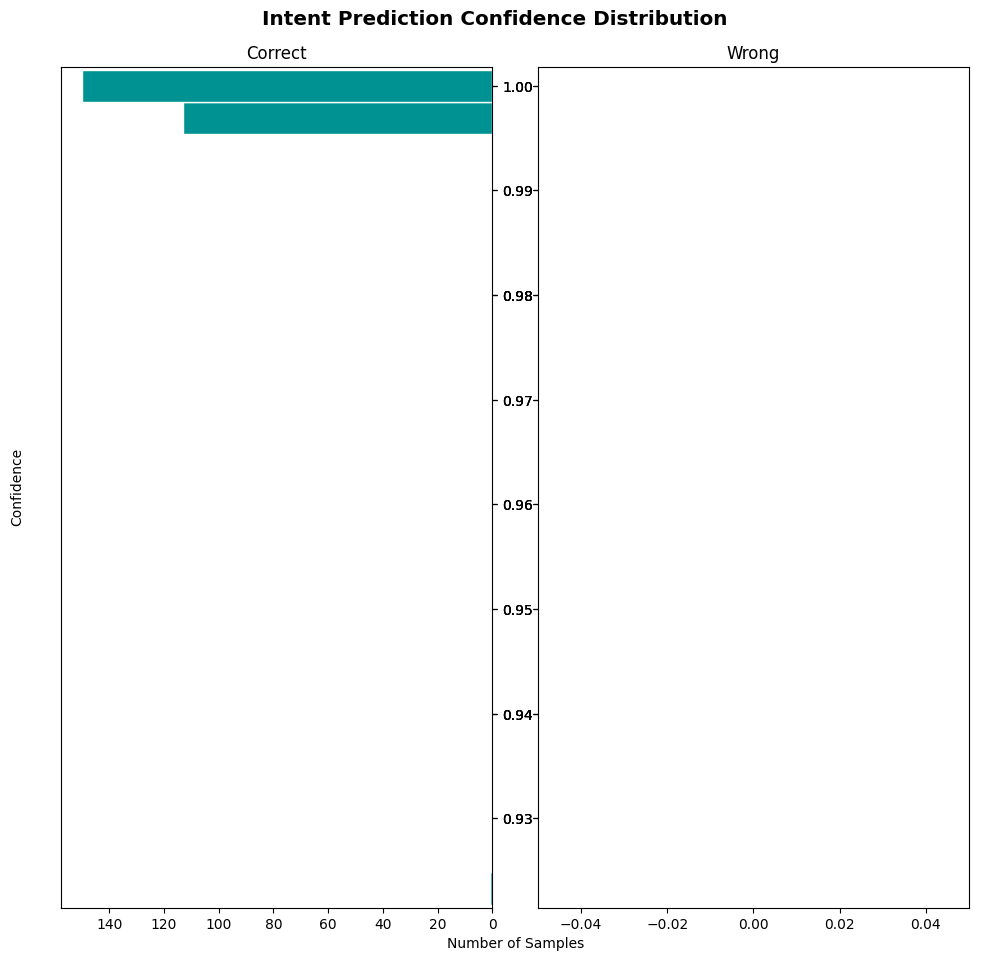 Intent Prediction Confidence Distribution
Correct
Wrong
1.00
0.99
0.98
0.97
0.96
0.95
0.94
0.93
Confidence
140 120 100 80 60 40 20 0
−0.04 −0.02 0.00 0.02 0.04
Number of Samples